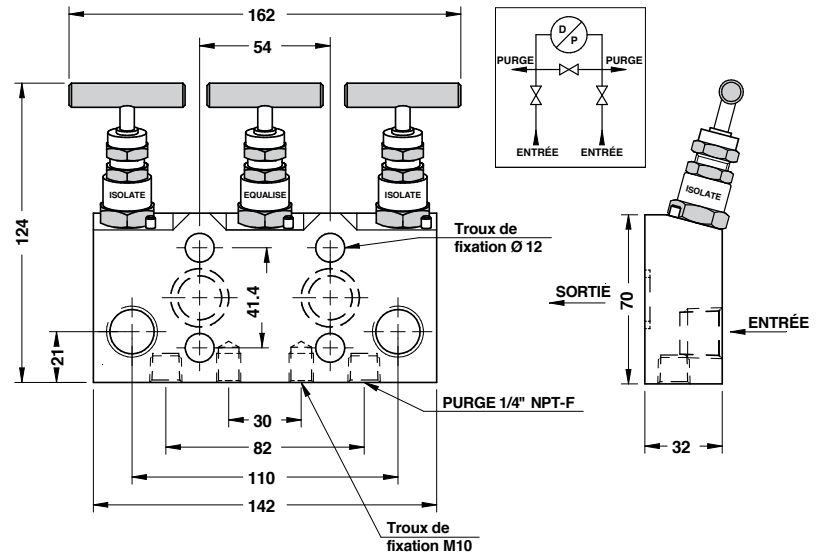 162
54
124
ISOLATE
EQUALISE
ISOLATE
Troux de
fixation Ø 12
41.4
21
30
82
110
142
PURGE 1/4" NPT-F
Troux de
fixation M10
D
P
PURGE
PURGE
ENTRÉE
ENTRÉE
ISOLATE
SORTIÉ
70
ENTRÉE
32